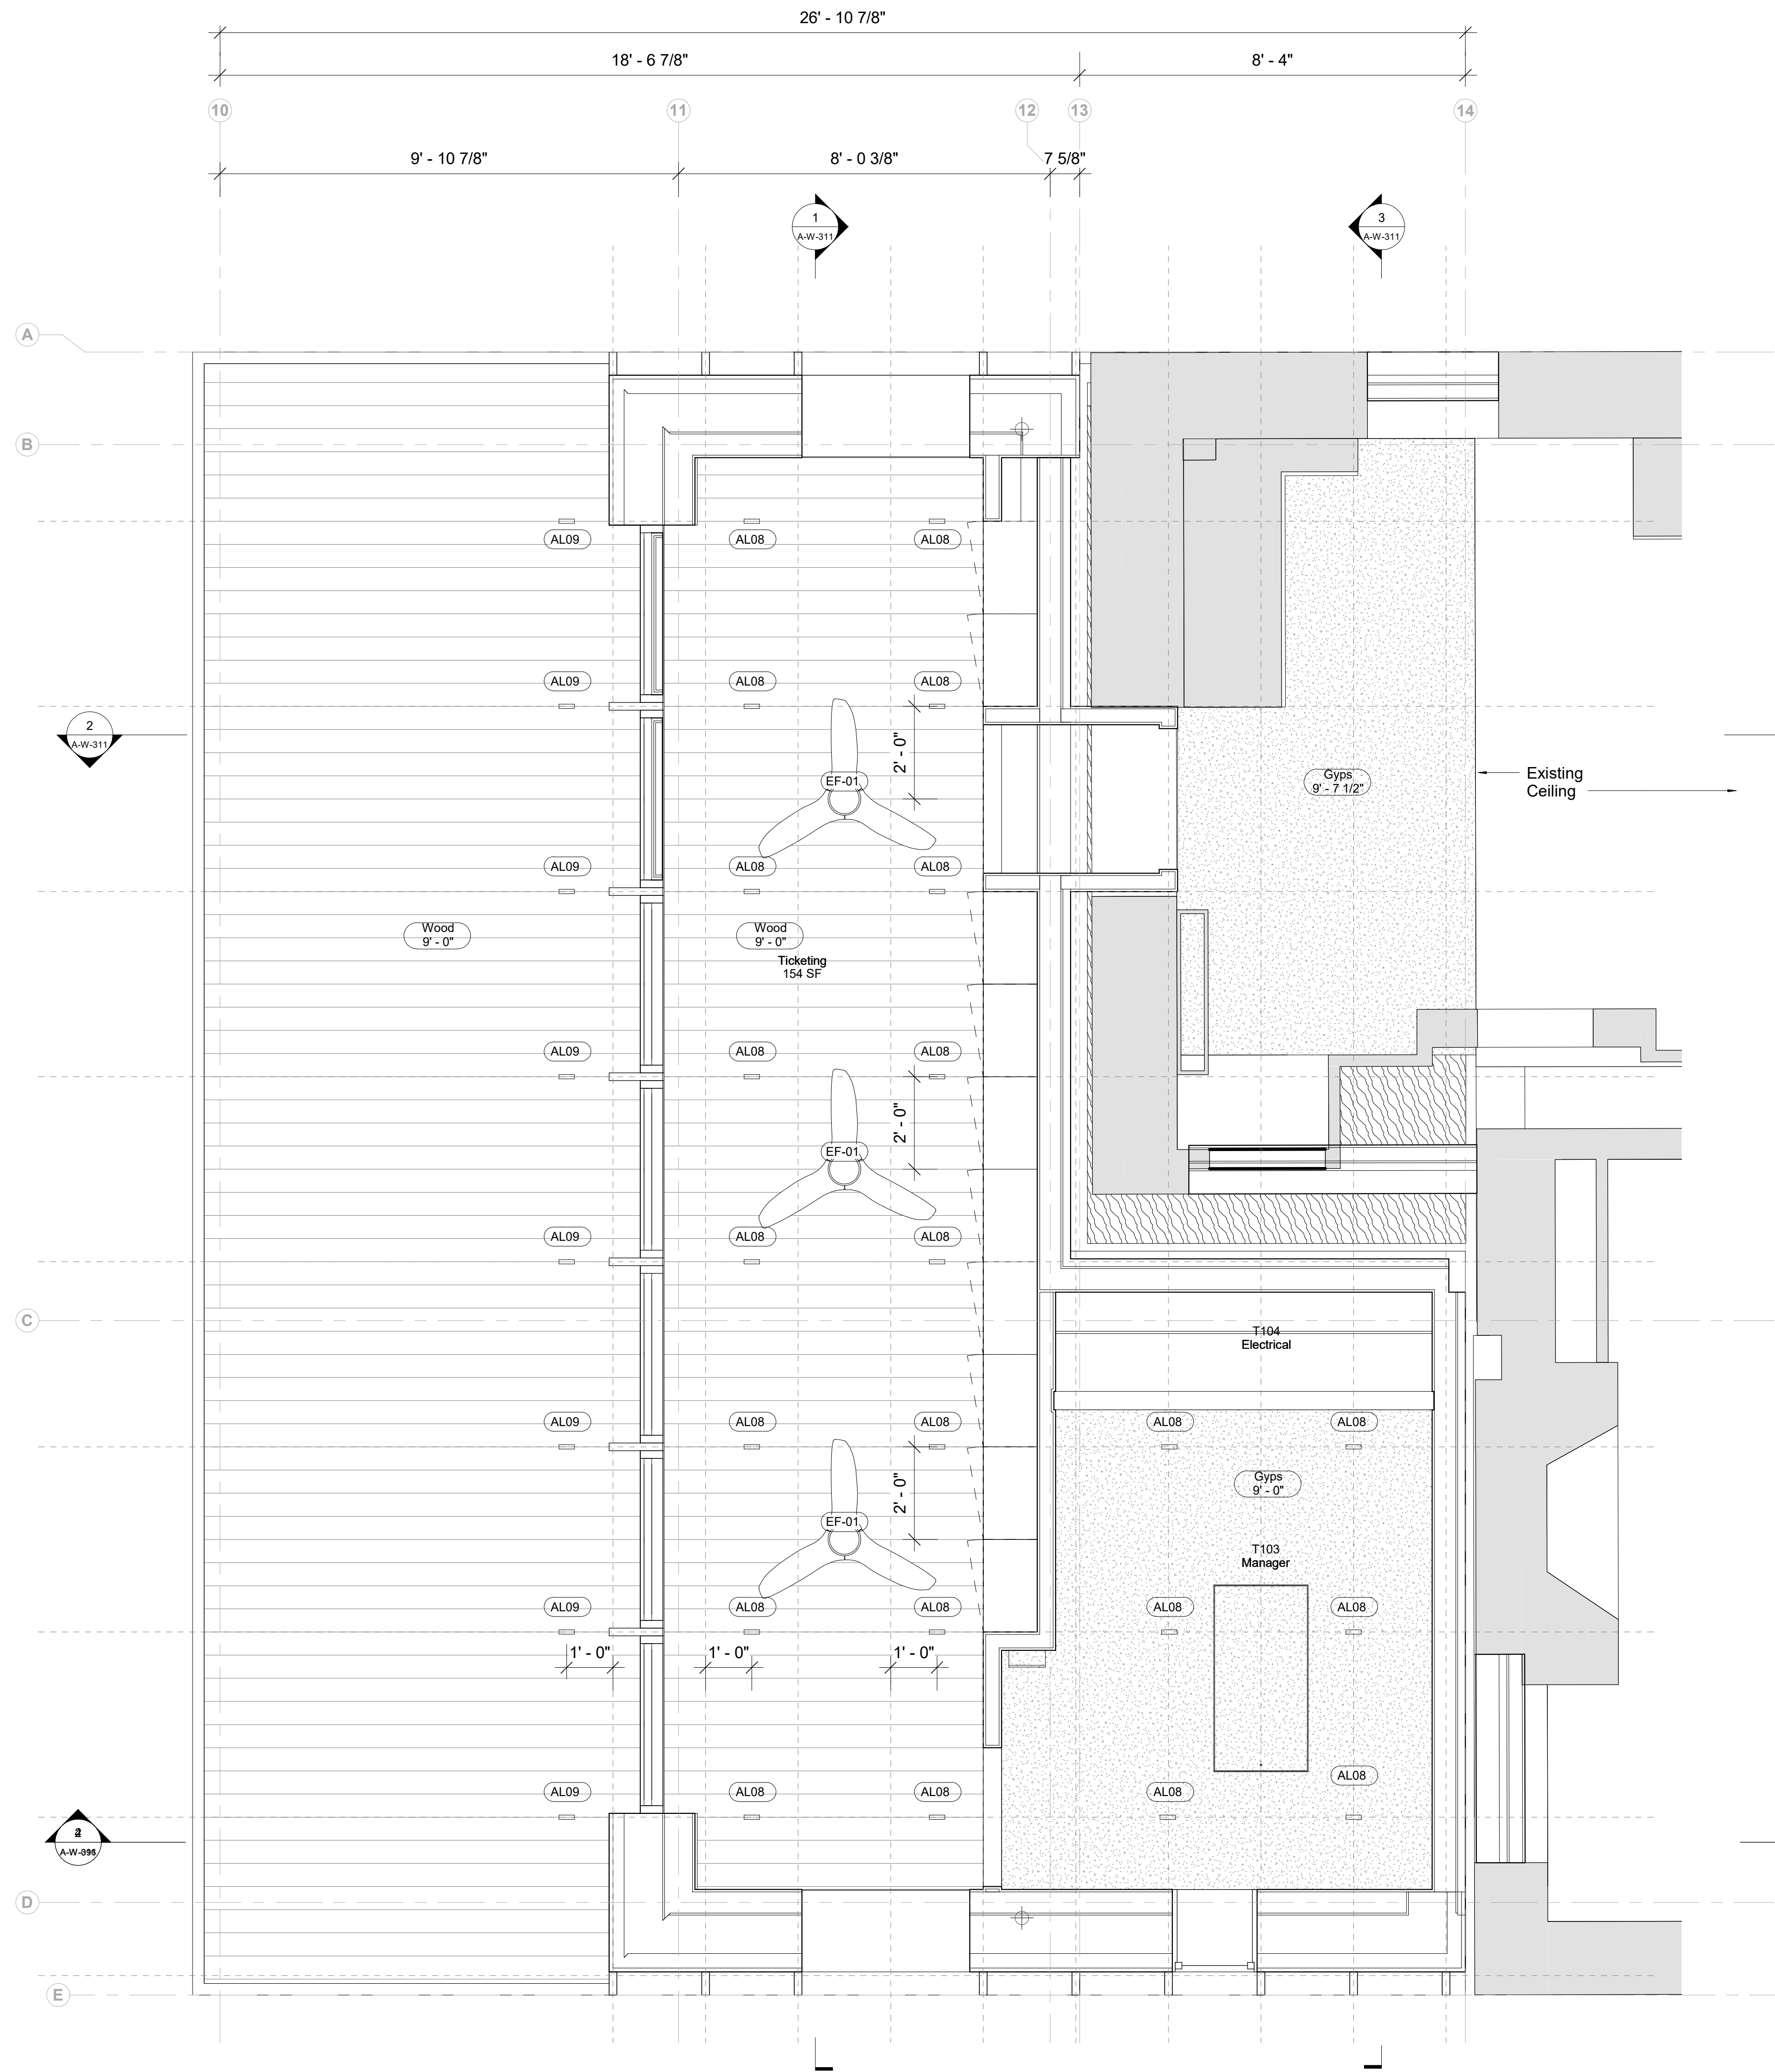 26' - 10 7/8"
18' - 6 7/8"
8' - 4"
10
11
12
13
14
9' - 10 7/8"
8' - 0 3/8"
7 5/8"
1
A-W-311
3
A-W-311
A
B
AL09
AL08
AL08
AL09
AL08
AL08
2
A-W-311
2' - 0"
EF-01
Gyps
9' - 7 1/2"
Existing
Ceiling
AL09
AL08
AL08
Wood
9' - 0"
Wood
9' - 0"
Ticketing
154 SF
AL09
AL08
AL08
2' - 0"
EF-01
AL09
AL08
AL08
C
T104
Electrical
AL09
AL08
AL08
AL08
AL08
2' - 0"
Gyps
9' - 0"
EF-01
T103
Manager
AL09
AL08
AL08
AL08
AL08
1' - 0"
1' - 0"
1' - 0"
AL09
AL08
AL08
AL08
AL08
D
E